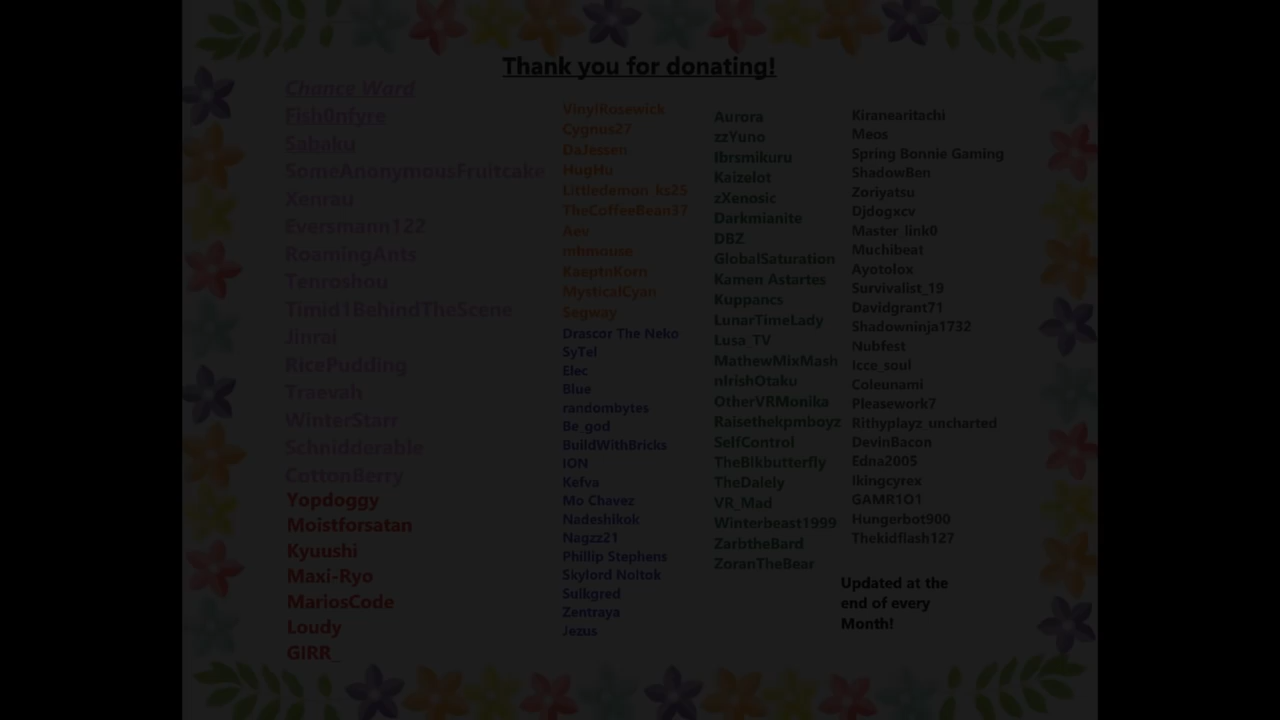 Thank you for donating!
Chance Ward
Fish0nfyre
Sabaku
SomeAnonymousFruitcake
Xenrau
Eversmann122
RoamingAnts
Tenroshou
Timid1BehindTheScene
Jinrai
RicePudding
Traevah
WinterStarr
Schnidderable
CottonBerry
Yopdoggy
Moistforsatan
Kyuushi
Maxi-Ryo
MariosCode
Loudy
GIRR_
VinylRosewick
Cygnus27
DaJessen
HugHu
Littledemon_ks25
TheCoffeeBean37
Aev
mhmouse
KaeptnKorn
MysticalCyan
Segway
Drascor The Neko
SyTel
Elec
Blue
randombytes
Be_god
BuildWithBricks
ION
Kefva
Mo Chavez
Nadeshikok
Nagzz21
Phillip Stephens
Skylord Noitok
Sulkgred
Zentraya
Jezus
Aurora
zzYuno
Ibrsmikuru
Kaizelot
zXenosic
Darkmianite
DBZ
GlobalSaturation
Kamen Astartes
Kuppancs
LunarTimeLady
Lusa_TV
MathewMixMash
nIrishOtaku
OtherVRMonika
Raisethekpmboyz
SelfControl
TheBlkbutterfly
TheDalely
VR_Mad
Winterbeast1999
ZarbtheBard
ZoranTheBear
Kiranearitachi
Meos
Spring Bonnie Gaming
ShadowBen
Zoriyatsu
Djdogxcv
Master_link0
Muchibeat
Ayotolox
Survivalist_19
Davidgrant71
Shadowninja1732
Nubfest
Icce_soul
Coleunami
Pleasework7
Rithyplayz_uncharted
DevinBacon
Edna2005
Ikingcyrex
GAMR1O1
Hungerbot900
Thekidflash127
Updated at the
end of every
Month!